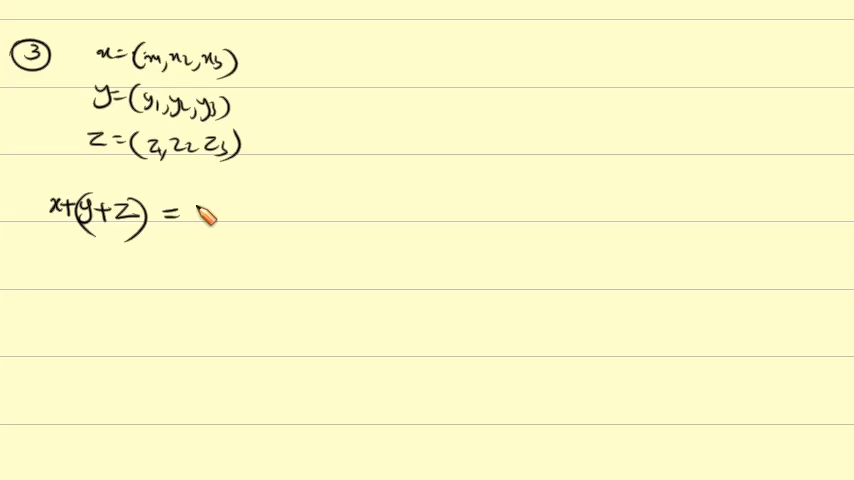 ③ x=(x1,x2,x3)
y=(y1,y2,y3)
z=(z1,z2 z3)
x+(y+z) =